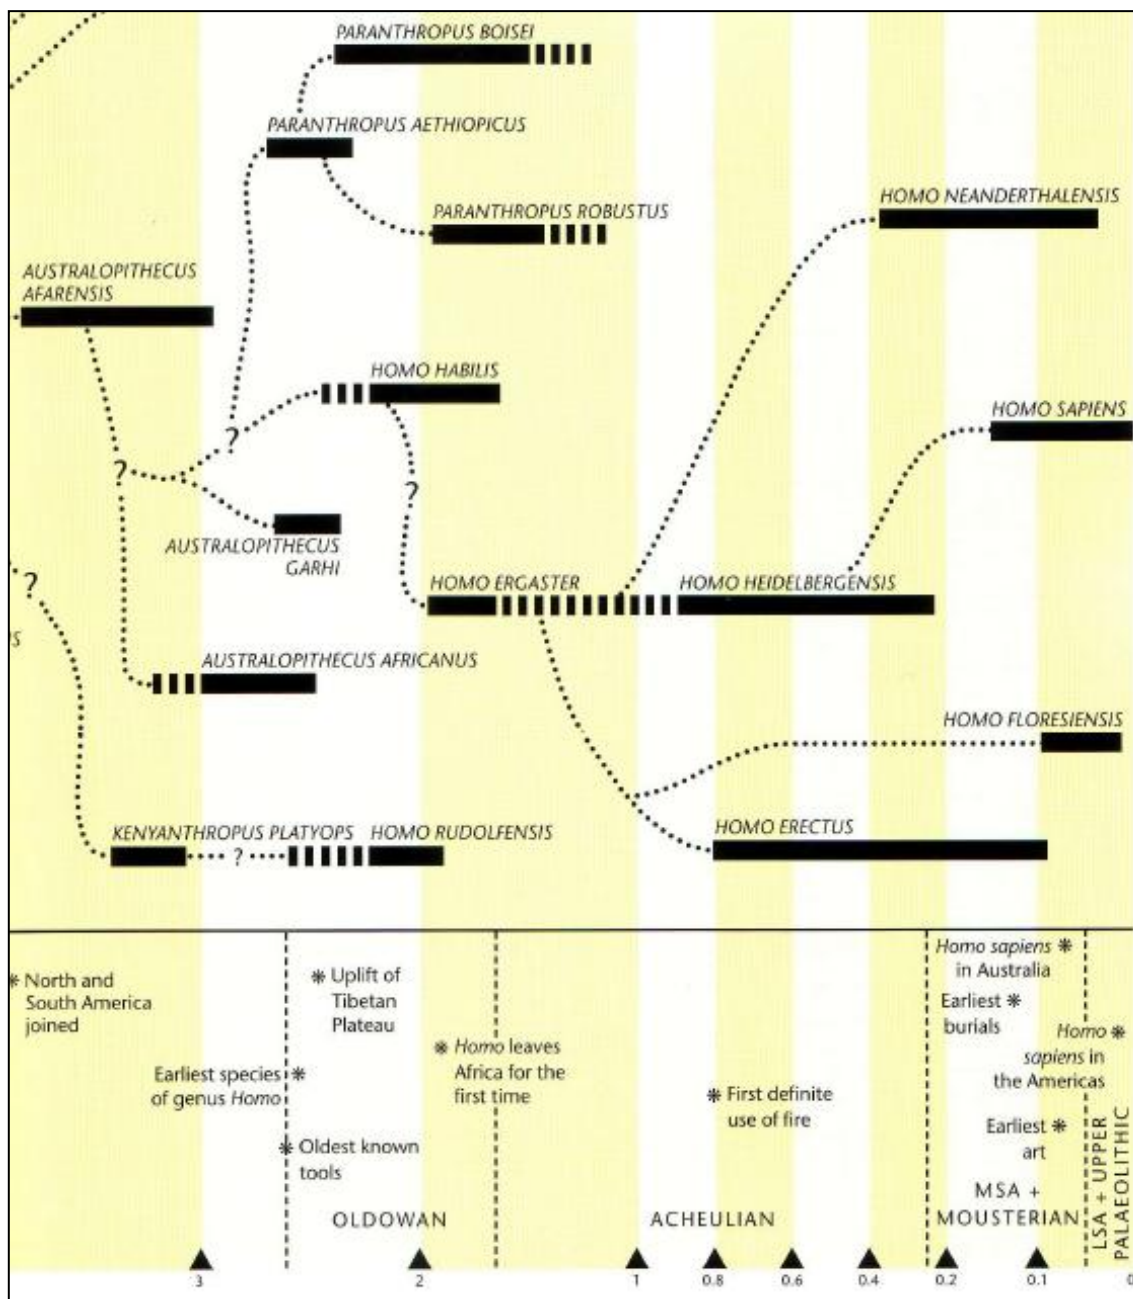 PARANTHROPUS BOISEI
PARANTHROPUS AETHIOPICUS
HOMO NEANDERTHALENSIS
PARANTHROPUS ROBUSTUS
AUSTRALOPITHECUS
AFARENSIS
HOMO HABILIS
HOMO SAPIENS
?
?
?
AUSTRALOPITHECUS
GARHI
?
HOMO ERGASTER
HOMO HEIDELBERGENSIS
S
AUSTRALOPITHECUS AFRICANUS
HOMO FLORESIENSIS
KENYANTHROPUS PLATYOPS
HOMO RUDOLFENSIS
HOMO ERECTUS
?
North and
South America
joined
Uplift of
Tibetan
Plateau
Homo sapiens
in Australia
Earliest
burials
Homo
sapiens in
the Americas
Homo leaves
Africa for the
first time
Earliest species
of genus Homo
First definite
use of fire
Earliest
art
Oldest known
tools
OLDOWAN
ACHEULIAN
MSA +
MOUSTERIAN
LSA + UPPER
PALAEOLITHIC
3
2
1
0.8
0.6
0.4
0.2
0.1
0